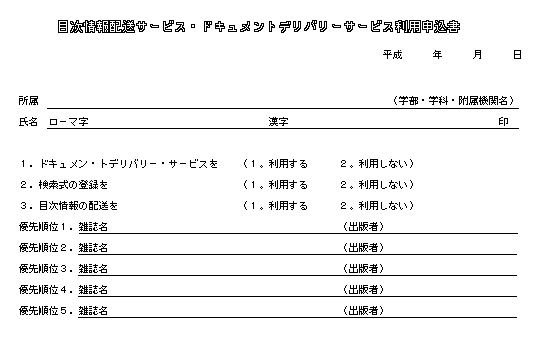 目次情報配送サービス・ドキュメントデリバリーサービス利用申込書
平成　　年　　月　　日
所属　　（学部・学科・附属機関名）
氏名　ローマ字　　漢字　　印
１．ドキュメン・トデリバリー・サービスを　（１。利用する　２。利用しない）
２．検索式の登録を　（１。利用する　２。利用しない）
３．目次情報の配送を　（１。利用する　２。利用しない）
優先順位１．雑誌名　（出版者）
優先順位２．雑誌名　（出版者）
優先順位３．雑誌名　（出版者）
優先順位４．雑誌名　（出版者）
優先順位５．雑誌名　（出版者）